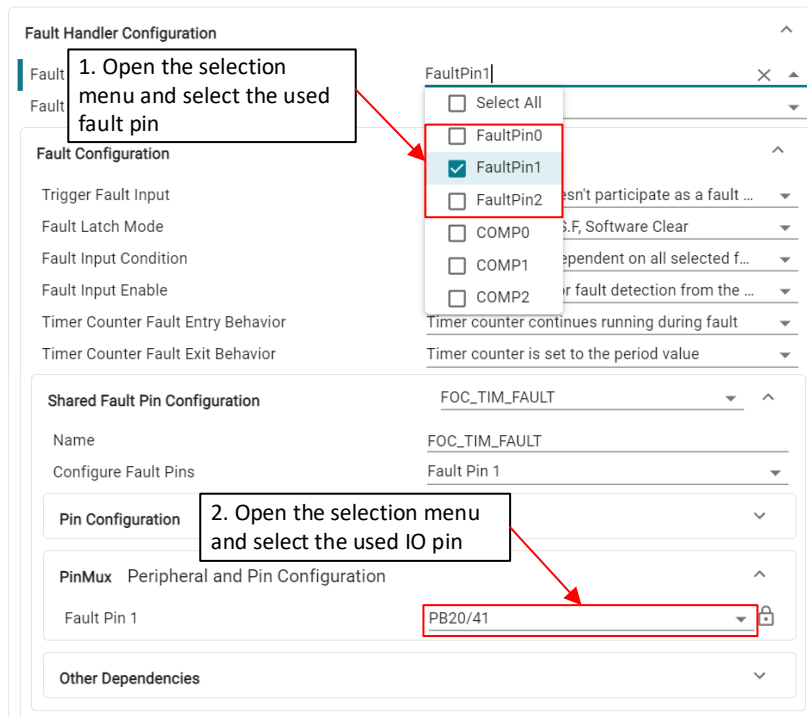 Fault Handler Configuration
Fault
FaultPin1
1. Open the selection
menu and select the used
fault pin
Fault
Select All
FaultPin0
FaultPin1
FaultPin2
COMP0
COMP1
COMP2
Fault Configuration
Trigger Fault Input
esn't participate as a fault ...
Fault Latch Mode
S.F, Software Clear
Fault Input Condition
ependent on all selected f...
Fault Input Enable
r fault detection from the ...
Timer Counter Fault Entry Behavior
Timer counter continues running during fault
Timer Counter Fault Exit Behavior
Timer counter is set to the period value
Shared Fault Pin Configuration
FOC_TIM_FAULT
Name
FOC_TIM_FAULT
Configure Fault Pins
Fault Pin 1
Pin Configuration
2. Open the selection menu
and select the used IO pin
PinMux Peripheral and Pin Configuration
Fault Pin 1
PB20/41
Other Dependencies